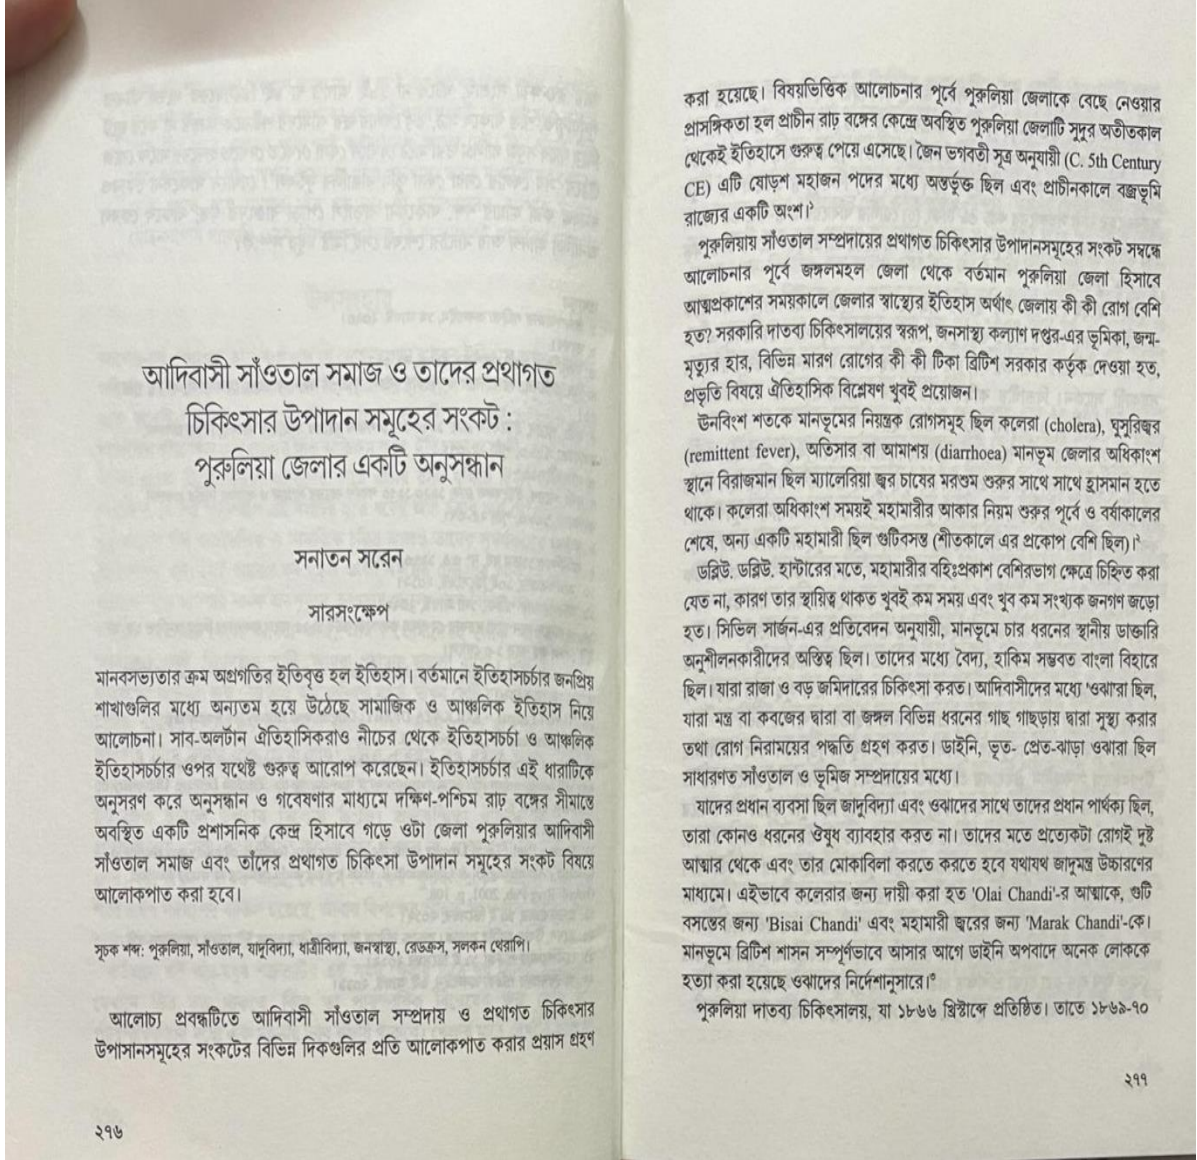 আদিবাসী সাঁওতাল সমাজ ও তাদের প্রথাগত
চিকিৎসার উপাদান সমূহের সংকট :
পুরুলিয়া জেলার একটি অনুসন্ধান
সনাতন সরেন
সারসংক্ষেপ
মানবসভ্যতার ক্রম অগ্রগতির ইতিবৃত্ত হল ইতিহাস। বর্তমানে ইতিহাসচর্চার জনপ্রিয়
শাখাগুলির মধ্যে অন্যতম হয়ে উঠেছে সামাজিক ও আঞ্চলিক ইতিহাস নিয়ে
আলোচনা। সাব-অলর্টান ঐতিহাসিকরাও নীচের থেকে ইতিহাসচর্চা ও আঞ্চলিক
ইতিহাসচর্চার ওপর যথেষ্ট গুরুত্ব আরোপ করেছেন। ইতিহাসচর্চার এই ধারাটিকে
অনুসরণ করে অনুসন্ধান ও গবেষণার মাধ্যমে দক্ষিণ-পশ্চিম রাঢ় বঙ্গের সীমান্তে
অবস্থিত একটি প্রশাসনিক কেন্দ্র হিসাবে গড়ে ওটা জেলা পুরুলিয়ার আদিবাসী
সাঁওতাল সমাজ এবং তাঁদের প্রথাগত চিকিৎসা উপাদান সমূহের সংকট বিষয়ে
আলোকপাত করা হবে।
সূচক শব্দ: পুরুলিয়া, সাঁওতাল, যাদুবিদ্যা, ধাত্রীবিদ্যা, জনস্বাস্থ্য, রেডক্রস, সলকন থেরাপি।
আলোচ্য প্রবন্ধটিতে আদিবাসী সাঁওতাল সম্প্রদায় ও প্রথাগত চিকিৎসার
উপাসানসমূহের সংকটের বিভিন্ন দিকগুলির প্রতি আলোকপাত করার প্রয়াস গ্রহণ
২৭৬
করা হয়েছে। বিষয়ভিত্তিক আলোচনার পূর্বে পুরুলিয়া জেলাকে বেছে নেওয়ার
প্রাসঙ্গিকতা হল প্রাচীন রাঢ় বঙ্গের কেন্দ্রে অবস্থিত পুরুলিয়া জেলাটি সুদূর অতীতকাল
থেকেই ইতিহাসে গুরুত্ব পেয়ে এসেছে। জৈন ভগবতী সূত্র অনুযায়ী (C. 5th Century
CE) এটি ষোড়শ মহাজন পদের মধ্যে অন্তর্ভুক্ত ছিল এবং প্রাচীনকালে বজ্রভূমি
রাজ্যের একটি অংশ।১
পুরুলিয়ায় সাঁওতাল সম্প্রদায়ের প্রথাগত চিকিৎসার উপাদানসমূহের সংকট সম্বন্ধে
আলোচনার পূর্বে জঙ্গলমহল জেলা থেকে বর্তমান পুরুলিয়া জেলা হিসাবে
আত্মপ্রকাশের সময়কালে জেলার স্বাস্থ্যের ইতিহাস অর্থাৎ জেলায় কী কী রোগ বেশি
হত? সরকারি দাতব্য চিকিৎসালয়ের স্বরূপ, জনসাস্থ্য কল্যাণ দপ্তর-এর ভূমিকা, জন্ম-
মৃত্যুর হার, বিভিন্ন মারণ রোগের কী কী টিকা ব্রিটিশ সরকার কর্তৃক দেওয়া হত,
প্রভৃতি বিষয়ে ঐতিহাসিক বিশ্লেষণ খুবই প্রয়োজন।
ঊনবিংশ শতকে মানভূমের নিয়ন্ত্রক রোগসমূহ ছিল কলেরা (cholera), ঘুসুরিজ্বর
(remittent fever), অতিসার বা আমাশয় (diarrhoea) মানভূম জেলার অধিকাংশ
স্থানে বিরাজমান ছিল ম্যালেরিয়া জ্বর চাষের মরশুম শুরুর সাথে সাথে হ্রাসমান হতে
থাকে। কলেরা অধিকাংশ সময়ই মহামারীর আকার নিয়ম শুরুর পূর্বে ও বর্ষাকালের
শেষে, অন্য একটি মহামারী ছিল গুটিবসন্ত (শীতকালে এর প্রকোপ বেশি ছিল)।২
ডব্লিউ. ডব্লিউ. হান্টারের মতে, মহামারীর বহিঃপ্রকাশ বেশিরভাগ ক্ষেত্রে চিহ্নিত করা
যেত না, কারণ তার স্থায়িত্ব থাকত খুবই কম সময় এবং খুব কম সংখ্যক জনগণ জড়ো
হত। সিভিল সার্জন-এর প্রতিবেদন অনুযায়ী, মানভূমে চার ধরনের স্থানীয় ডাক্তারি
অনুশীলনকারীদের অস্তিত্ব ছিল। তাদের মধ্যে বৈদ্য, হাকিম সম্ভবত বাংলা বিহারে
ছিল। যারা রাজা ও বড় জমিদারের চিকিৎসা করত। আদিবাসীদের মধ্যে 'ওঝা'রা ছিল,
যারা মন্ত্র বা কবজের দ্বারা বা জঙ্গল বিভিন্ন ধরনের গাছ গাছড়ায় দ্বারা সুস্থ্য করার
তথা রোগ নিরাময়ের পদ্ধতি গ্রহণ করত। ডাইনি, ভূত- প্রেত-ঝাড়া ওঝারা ছিল
সাধারণত সাঁওতাল ও ভূমিজ সম্প্রদায়ের মধ্যে।
যাদের প্রধান ব্যবসা ছিল জাদুবিদ্যা এবং ওঝাদের সাথে তাদের প্রধান পার্থক্য ছিল,
তারা কোনও ধরনের ঔষুধ ব্যাবহার করত না। তাদের মতে প্রত্যেকটা রোগই দুষ্ট
আত্মার থেকে এবং তার মোকাবিলা করতে করতে হবে যথাযথ জাদুমন্ত্র উচ্চারণের
মাধ্যমে। এইভাবে কলেরার জন্য দায়ী করা হত 'Olai Chandi'-র আত্মাকে, গুটি
বসন্তের জন্য 'Bisai Chandi' এবং মহামারী জ্বরের জন্য 'Marak Chandi'-কে।
মানভূমে ব্রিটিশ শাসন সম্পূর্ণভাবে আসার আগে ডাইনি অপবাদে অনেক লোককে
হত্যা করা হয়েছে ওঝাদের নির্দেশানুসারে।৩
পুরুলিয়া দাতব্য চিকিৎসালয়, যা ১৮৬৬ খ্রিস্টাব্দে প্রতিষ্ঠিত। তাতে ১৮৬৯-৭০
২৭৭